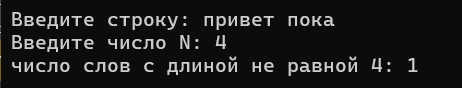 Введите строку: привет пока
Введите число N: 4
число слов с длиной не равной 4: 1